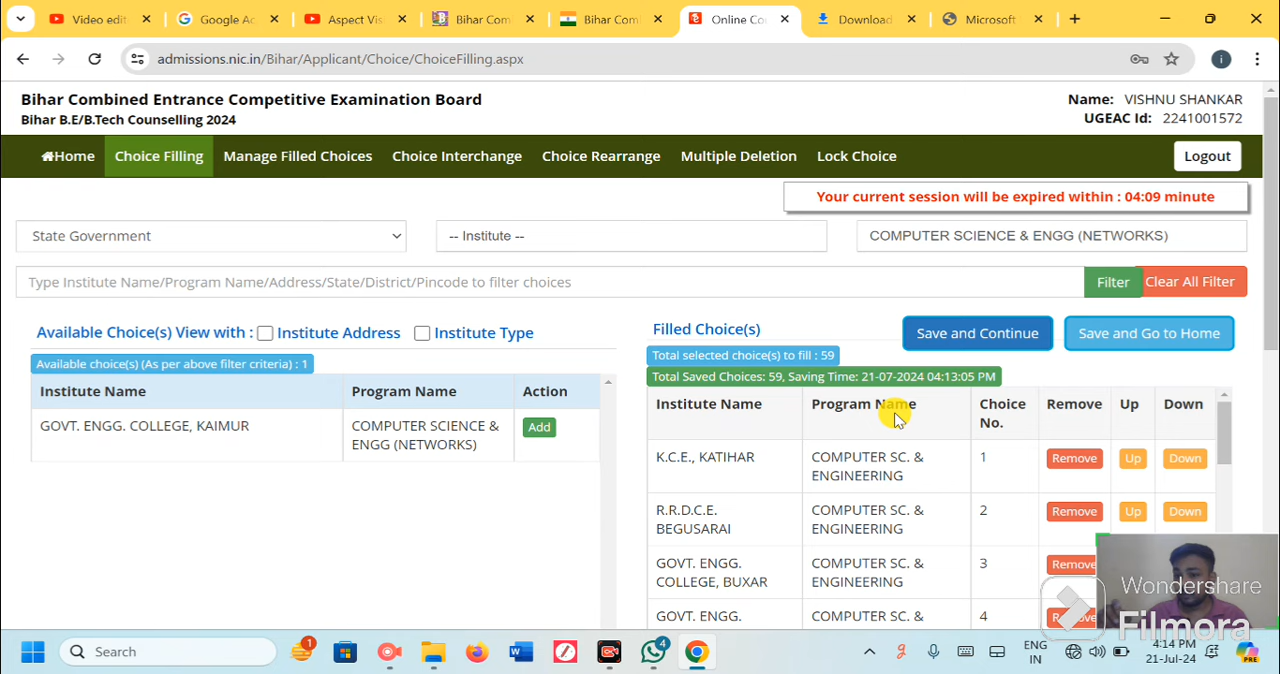 Video edit
Google Ac
Aspect Vis
Bihar Com
Bihar Com
Online Co
Download
Microsoft
admissions.nic.in/Bihar/Applicant/Choice/ChoiceFilling.aspx
i
Bihar Combined Entrance Competitive Examination Board
Name: VISHNU SHANKAR
Bihar B.E/B.Tech Counselling 2024
UGEAC Id: 2241001572
Home
Choice Filling
Manage Filled Choices
Choice Interchange
Choice Rearrange
Multiple Deletion
Lock Choice
Logout
Your current session will be expired within : 04:09 minute
State Government
-- Institute --
COMPUTER SCIENCE & ENGG (NETWORKS)
Type Institute Name/Program Name/Address/State/District/Pincode to filter choices
Filter
Clear All Filter
Available Choice(s) View with : Institute Address Institute Type
Available choice(s) (As per above filter criteria) : 1
Institute Name Program Name Action
GOVT. ENGG. COLLEGE, KAIMUR
COMPUTER SCIENCE &
ENGG (NETWORKS)
Add
Filled Choice(s)
Save and Continue
Save and Go to Home
Total selected choice(s) to fill : 59
Total Saved Choices: 59, Saving Time: 21-07-2024 04:13:05 PM
Institute Name
Program Name
Choice
No.
Remove
Up
Down
K.C.E., KATIHAR
COMPUTER SC. &
ENGINEERING
1
Remove
Up
Down
R.R.D.C.E.
BEGUSARAI
COMPUTER SC. &
ENGINEERING
2
Remove
Up
Down
GOVT. ENGG.
COLLEGE, BUXAR
COMPUTER SC. &
ENGINEERING
3
Remove
GOVT. ENGG.
COMPUTER SC. &
4
Wondershare
Filmora
Search
1
4
ENG
IN
4:14 PM
21-Jul-24
PRE